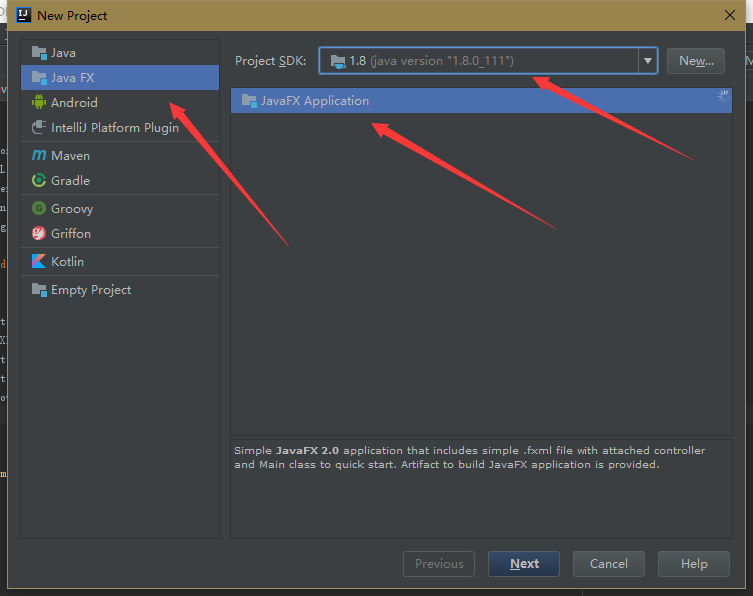 New Project
Java
Java FX
Android
IntelliJ Platform Plugin
Maven
Gradle
Groovy
Griffon
Kotlin
Empty Project
Project SDK: 1.8 (java version "1.8.0_111") New...
JavaFX Application
Simple JavaFX 2.0 application that includes simple .fxml file with attached controller
and Main class to quick start. Artifact to build JavaFX application is provided.
Previous Next Cancel Help